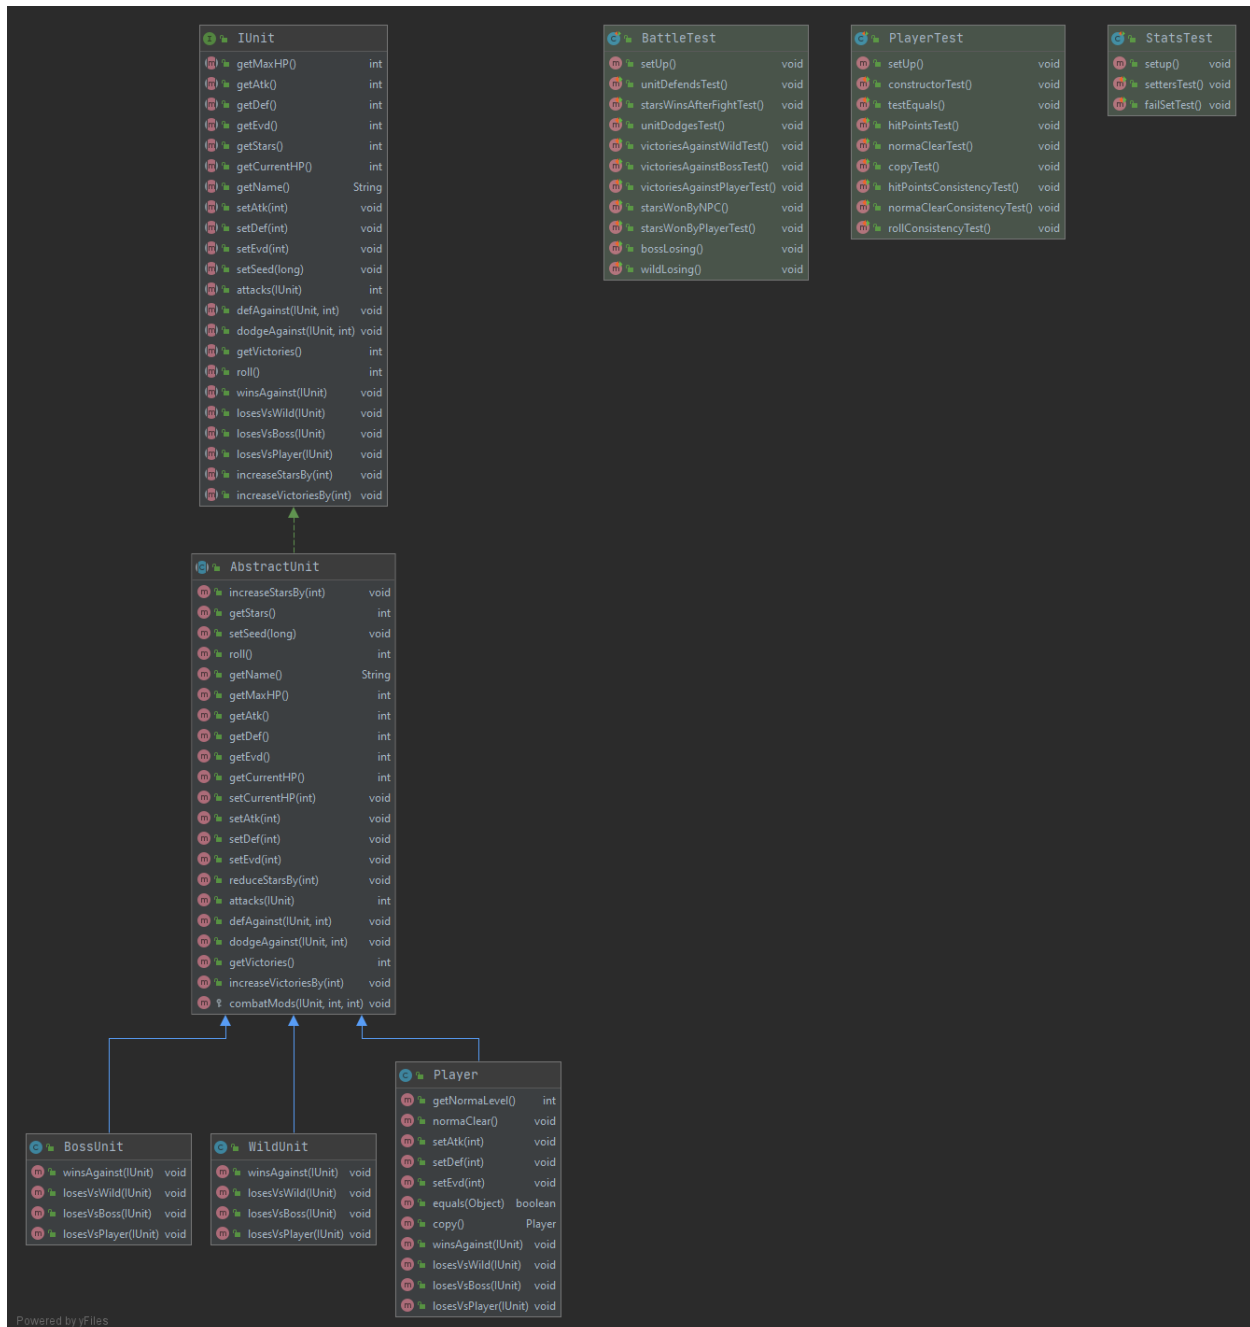 IUnit
getMaxHP() int
getAtk() int
getDef() int
getEvd() int
getStars() int
getCurrentHP() int
getName() String
setAtk(int) void
setDef(int) void
setEvd(int) void
setSeed(long) void
attacks(IUnit) int
defAgainst(IUnit, int) void
dodgeAgainst(IUnit, int) void
getVictories() int
roll() int
winsAgainst(IUnit) void
losesVsWild(IUnit) void
losesVsBoss(IUnit) void
losesVsPlayer(IUnit) void
increaseStarsBy(int) void
increaseVictoriesBy(int) void
BattleTest
setUp() void
unitDefendsTest() void
starsWinsAfterFightTest() void
unitDodgesTest() void
victoriesAgainstWildTest() void
victoriesAgainstBossTest() void
victoriesAgainstPlayerTest() void
starsWonByNPC() void
starsWonByPlayerTest() void
bossLosing() void
wildLosing() void
PlayerTest
setUp() void
constructorTest() void
testEquals() void
hitPointsTest() void
normaClearTest() void
copyTest() void
hitPointsConsistencyTest() void
normaClearConsistencyTest() void
rollConsistencyTest() void
StatsTest
setup() void
settersTest() void
failSetTest() void
AbstractUnit
increaseStarsBy(int) void
getStars() int
setSeed(long) void
roll() int
getName() String
getMaxHP() int
getAtk() int
getDef() int
getEvd() int
getCurrentHP() int
setCurrentHP(int) void
setAtk(int) void
setDef(int) void
setEvd(int) void
reduceStarsBy(int) void
attacks(IUnit) int
defAgainst(IUnit, int) void
dodgeAgainst(IUnit, int) void
getVictories() int
increaseVictoriesBy(int) void
combatMods(IUnit, int, int) void
BossUnit
winsAgainst(IUnit) void
losesVsWild(IUnit) void
losesVsBoss(IUnit) void
losesVsPlayer(IUnit) void
WildUnit
winsAgainst(IUnit) void
losesVsWild(IUnit) void
losesVsBoss(IUnit) void
losesVsPlayer(IUnit) void
Player
getNormaLevel() int
normaClear() void
setAtk(int) void
setDef(int) void
setEvd(int) void
equals(Object) boolean
copy() Player
winsAgainst(IUnit) void
losesVsWild(IUnit) void
losesVsBoss(IUnit) void
losesVsPlayer(IUnit) void
Powered by yFiles